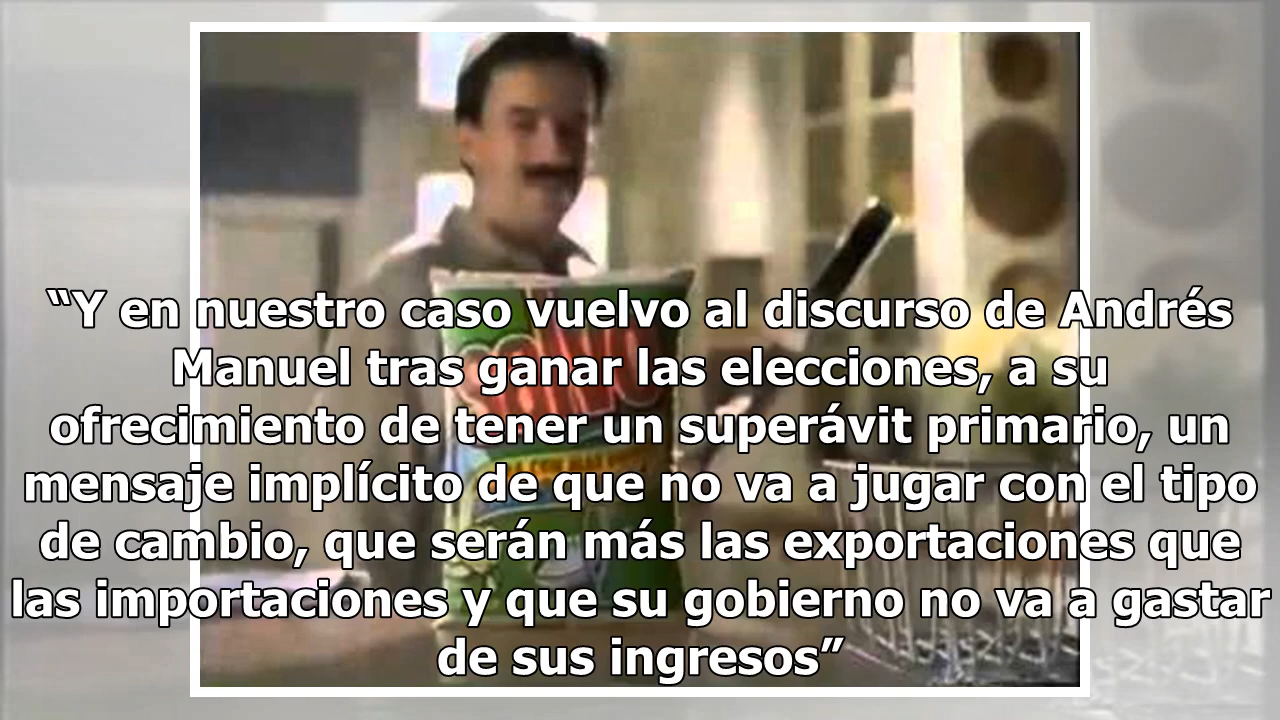 “Y en nuestro caso vuelvo al discurso de Andrés
Manuel tras ganar las elecciones, a su
ofrecimiento de tener un superávit primario, un
mensaje implícito de que no va a jugar con el tipo
de cambio, que serán más las exportaciones que
las importaciones y que su gobierno no va a gastar
de sus ingresos”